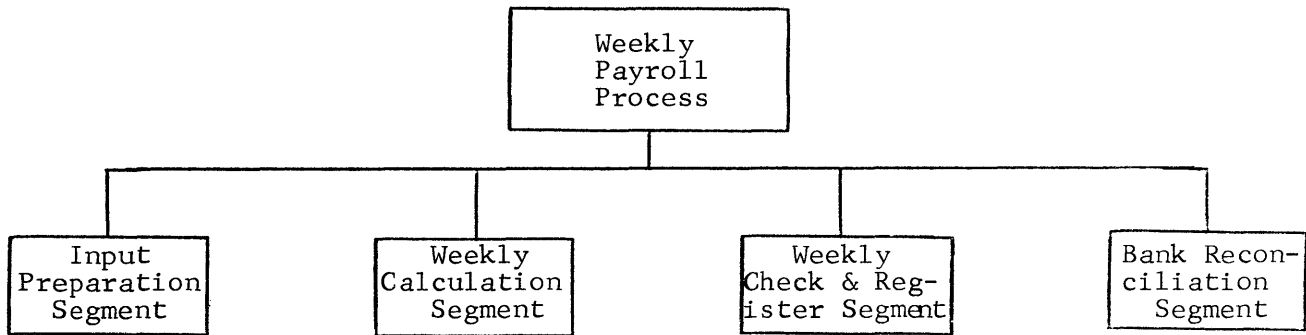 Weekly
Payroll
Process
Input
Preparation
Segment
Weekly
Calculation
Segment
Weekly
Check & Reg-
ister Segment
Bank Recon-
ciliation
Segment